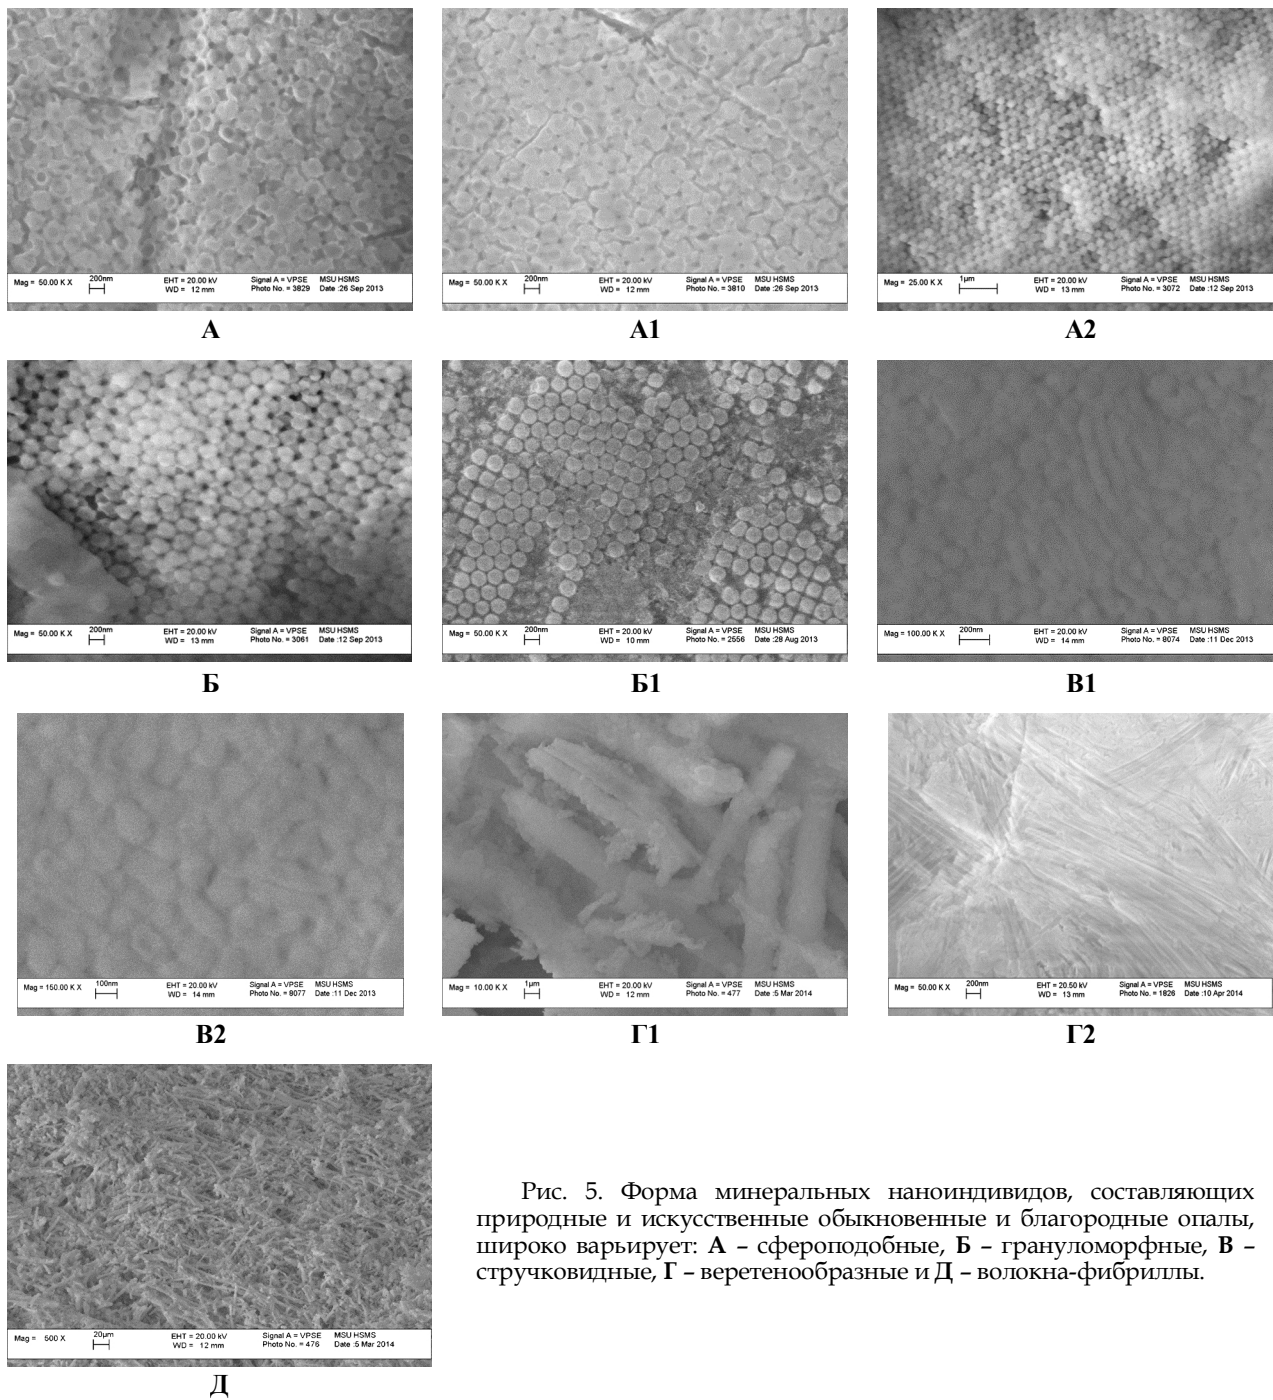 Mag = 50.00 K X 200nm EHT = 20.00 kV Signal A = VPSE MSU HSMS
WD = 12 mm Photo No. = 3829 Date :26 Sep 2013
А
Mag = 50.00 K X 200nm EHT = 20.00 kV Signal A = VPSE MSU HSMS
WD = 12 mm Photo No. = 3810 Date :26 Sep 2013
А1
Mag = 25.00 K X 1µm EHT = 20.00 kV Signal A = VPSE MSU HSMS
WD = 13 mm Photo No. = 3072 Date :12 Sep 2013
А2
Mag = 50.00 K X 200nm EHT = 20.00 kV Signal A = VPSE MSU HSMS
WD = 13 mm Photo No. = 3061 Date :12 Sep 2013
Б
Mag = 50.00 K X 200nm EHT = 20.00 kV Signal A = VPSE MSU HSMS
WD = 10 mm Photo No. = 2556 Date :28 Aug 2013
Б1
Mag = 100.00 K X 200nm EHT = 20.00 kV Signal A = VPSE MSU HSMS
WD = 14 mm Photo No. = 8074 Date :11 Dec 2013
В1
Mag = 150.00 K X 100nm EHT = 20.00 kV Signal A = VPSE MSU HSMS
WD = 14 mm Photo No. = 8077 Date :11 Dec 2013
В2
Mag = 10.00 K X 1µm EHT = 20.00 kV Signal A = VPSE MSU HSMS
WD = 12 mm Photo No. = 477 Date :5 Mar 2014
Г1
Mag = 50.00 K X 200nm EHT = 20.50 kV Signal A = VPSE MSU HSMS
WD = 13 mm Photo No. = 1826 Date :10 Apr 2014
Г2
Mag = 500 X 20µm EHT = 20.00 kV Signal A = VPSE MSU HSMS
WD = 12 mm Photo No. = 476 Date :5 Mar 2014
Д
Рис. 5. Форма минеральных наноиндивидов, составляющих
природные и искусственные обыкновенные и благородные опалы,
широко варьирует: А – сфероподобные, Б – грануломорфные, В –
стручковидные, Г – веретенообразные и Д – волокна-фибриллы.